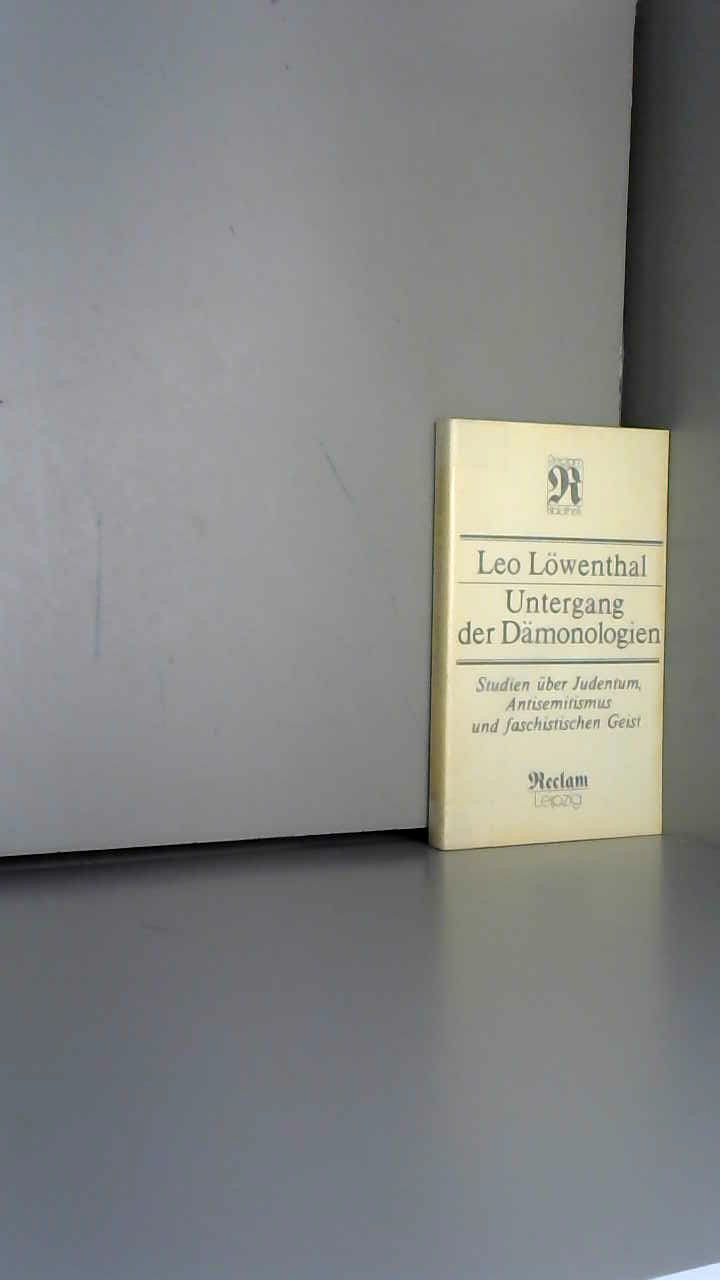 Reclam
R
Bibliothek
Leo Löwenthal
Untergang
der Dämonologien
Studien über Judentum,
Antisemitismus
und faschistischen Geist
Reclam
Leipzig